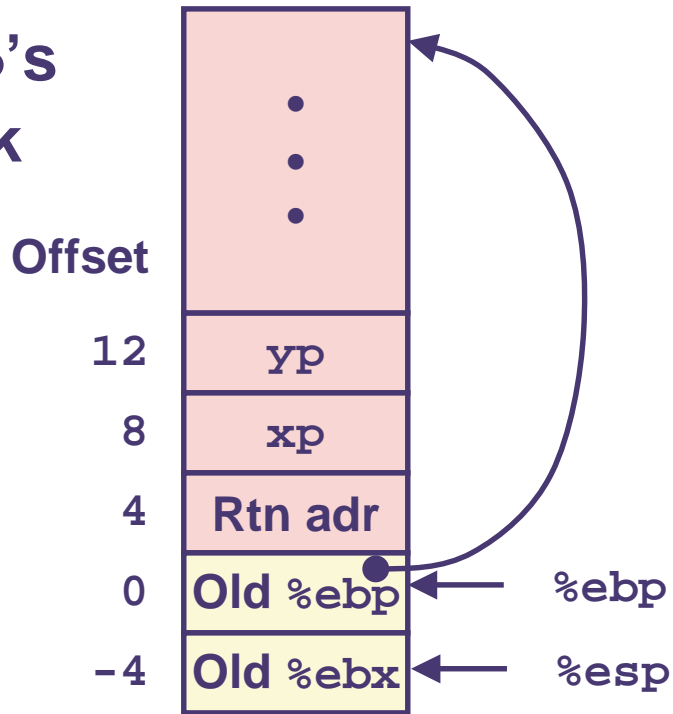 ’s
k
Offset
12 yp
8 xp
4 Rtn adr
0 Old %ebp %ebp
-4 Old %ebx %esp